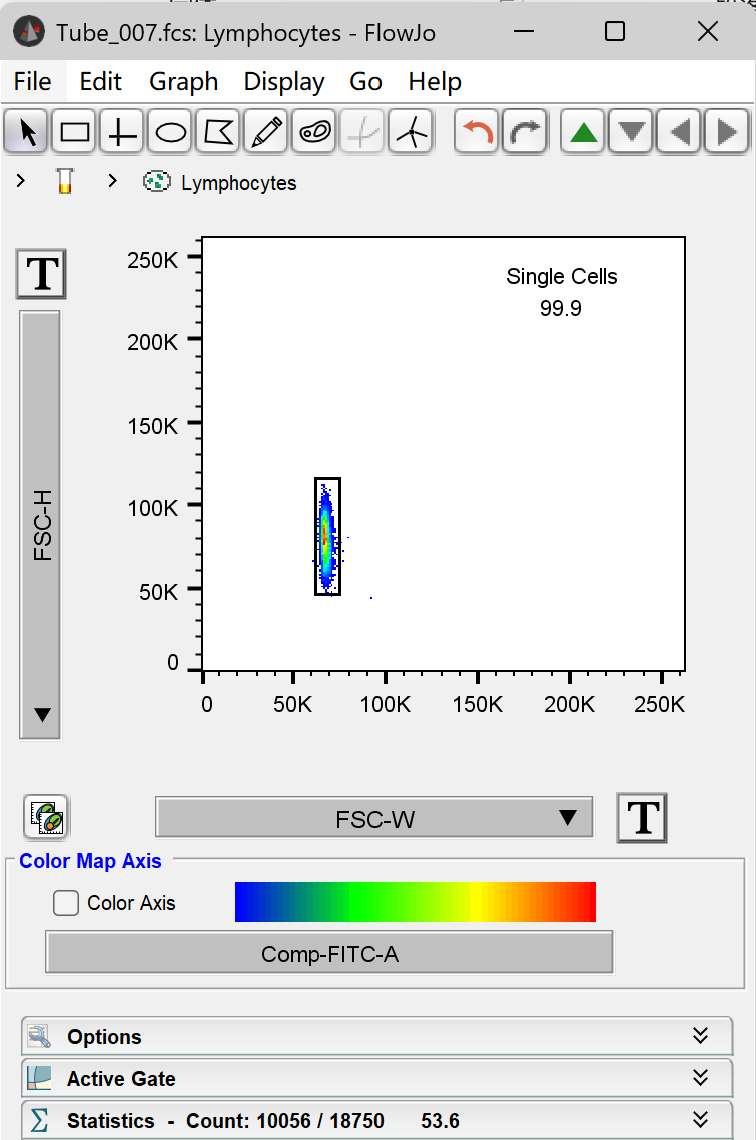 Tube_007.fcs: Lymphocytes - FlowJo
File Edit Graph Display Go Help
Lymphocytes
T
250K
200K
150K
100K
50K
0
FSC-H
Single Cells
99.9
0 50K 100K 150K 200K 250K
FSC-W
T
Color Map Axis
Color Axis
Comp-FITC-A
Options
Active Gate
Statistics - Count: 10056 / 18750 53.6